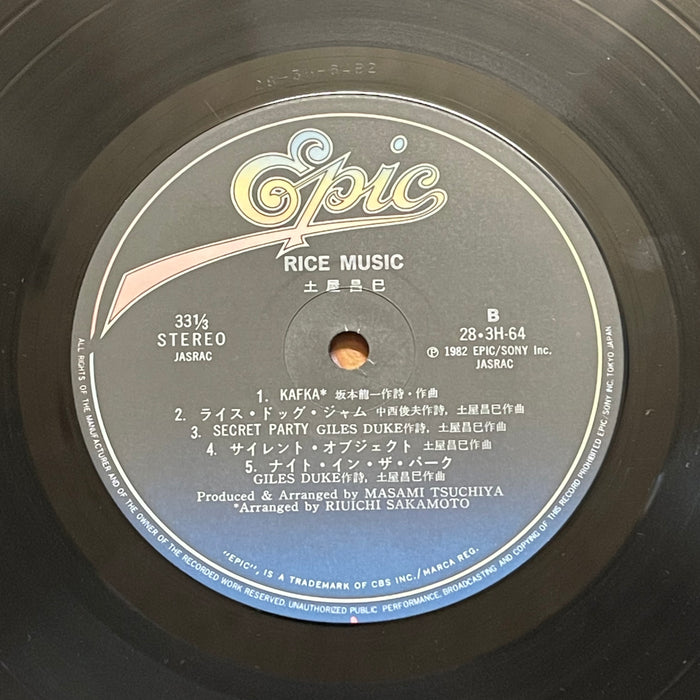 Epic
RICE MUSIC
土屋昌巳
33⅓
STEREO
JASRAC
B
28・3H-64
Ⓟ 1982 EPIC/SONY Inc.
JASRAC
1. KAFKA* 坂本龍一作詩・作曲
2. ライス・ドッグ・ジャム 中西俊夫作詩, 土屋昌巳作曲
3. SECRET PARTY GILES DUKE作詩, 土屋昌巳作曲
4. サイレント・オブジェクト 土屋昌巳作曲
5. ナイト・イン・ザ・パーク
GILES DUKE作詩, 土屋昌巳作曲
Produced & Arranged by MASAMI TSUCHIYA
*Arranged by RIUICHI SAKAMOTO
"EPIC", IS A TRADEMARK OF CBS INC./MARCA REG.
ALL RIGHTS OF THE MANUFACTURER AND OF THE OWNER OF THE RECORDED WORK RESERVED. UNAUTHORIZED PUBLIC PERFORMANCE, BROADCASTING AND COPYING OF THIS RECORD PROHIBITED EPIC/SONY INC. TOKYO JAPAN